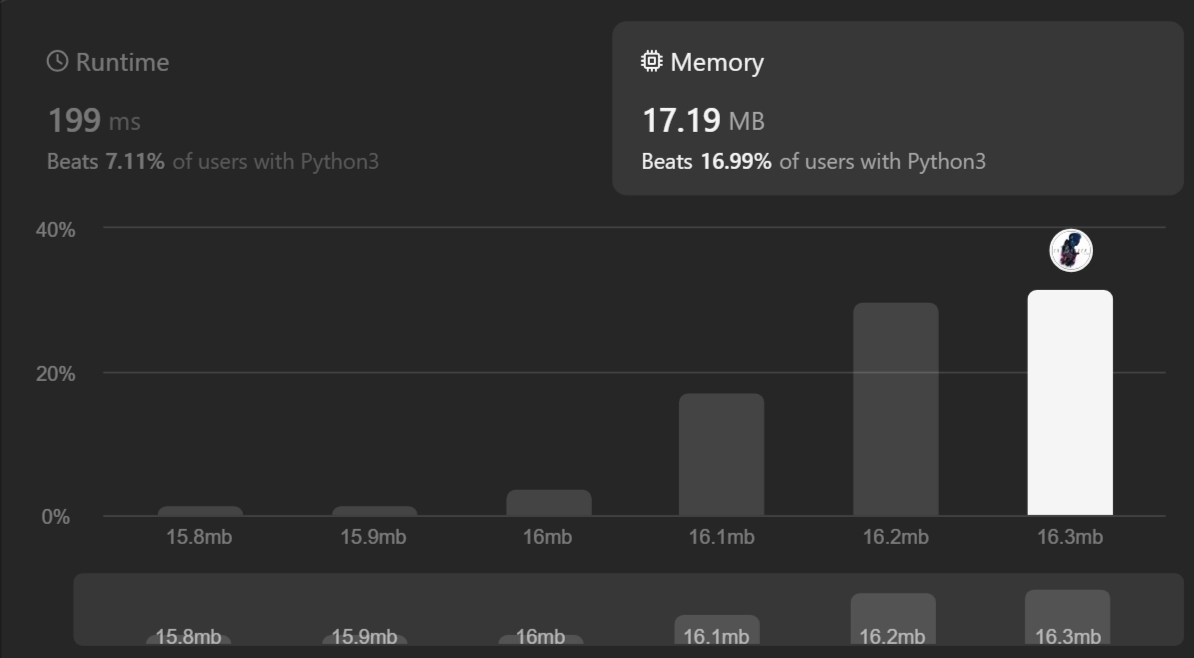 Runtime
199 ms
Beats 7.11% of users with Python3
Memory
17.19 MB
Beats 16.99% of users with Python3
40%
20%
0%
15.8mb 15.9mb 16mb 16.1mb 16.2mb 16.3mb
15.8mb 15.9mb 16mb 16.1mb 16.2mb 16.3mb